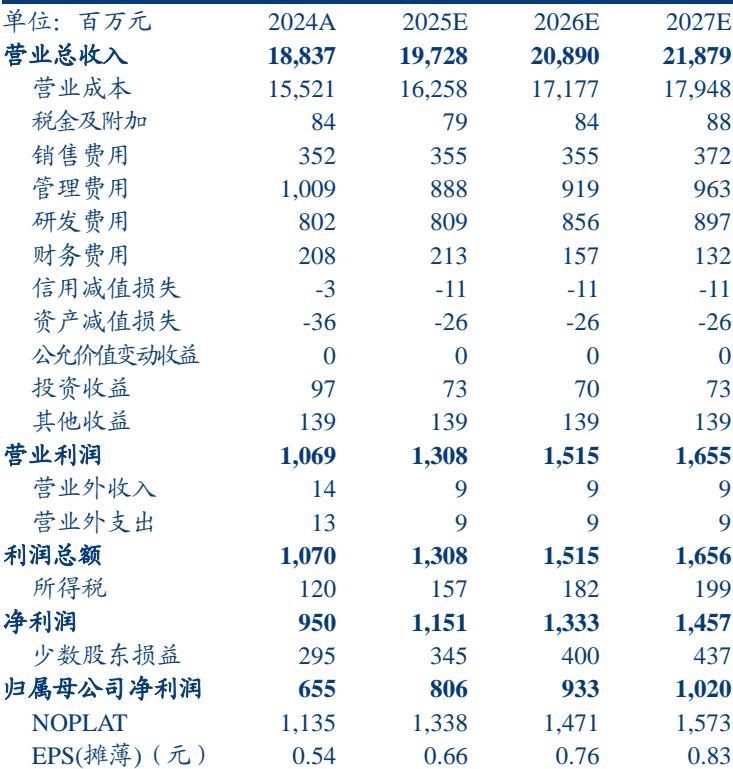 单位：百万元 2024A 2025E 2026E 2027E
营业总收入 18,837 19,728 20,890 21,879
营业成本 15,521 16,258 17,177 17,948
税金及附加 84 79 84 88
销售费用 352 355 355 372
管理费用 1,009 888 919 963
研发费用 802 809 856 897
财务费用 208 213 157 132
信用减值损失 -3 -11 -11 -11
资产减值损失 -36 -26 -26 -26
公允价值变动收益 0 0 0 0
投资收益 97 73 70 73
其他收益 139 139 139 139
营业利润 1,069 1,308 1,515 1,655
营业外收入 14 9 9 9
营业外支出 13 9 9 9
利润总额 1,070 1,308 1,515 1,656
所得税 120 157 182 199
净利润 950 1,151 1,333 1,457
少数股东损益 295 345 400 437
归属母公司净利润 655 806 933 1,020
NOPLAT 1,135 1,338 1,471 1,573
EPS(摊薄)（元） 0.54 0.66 0.76 0.83